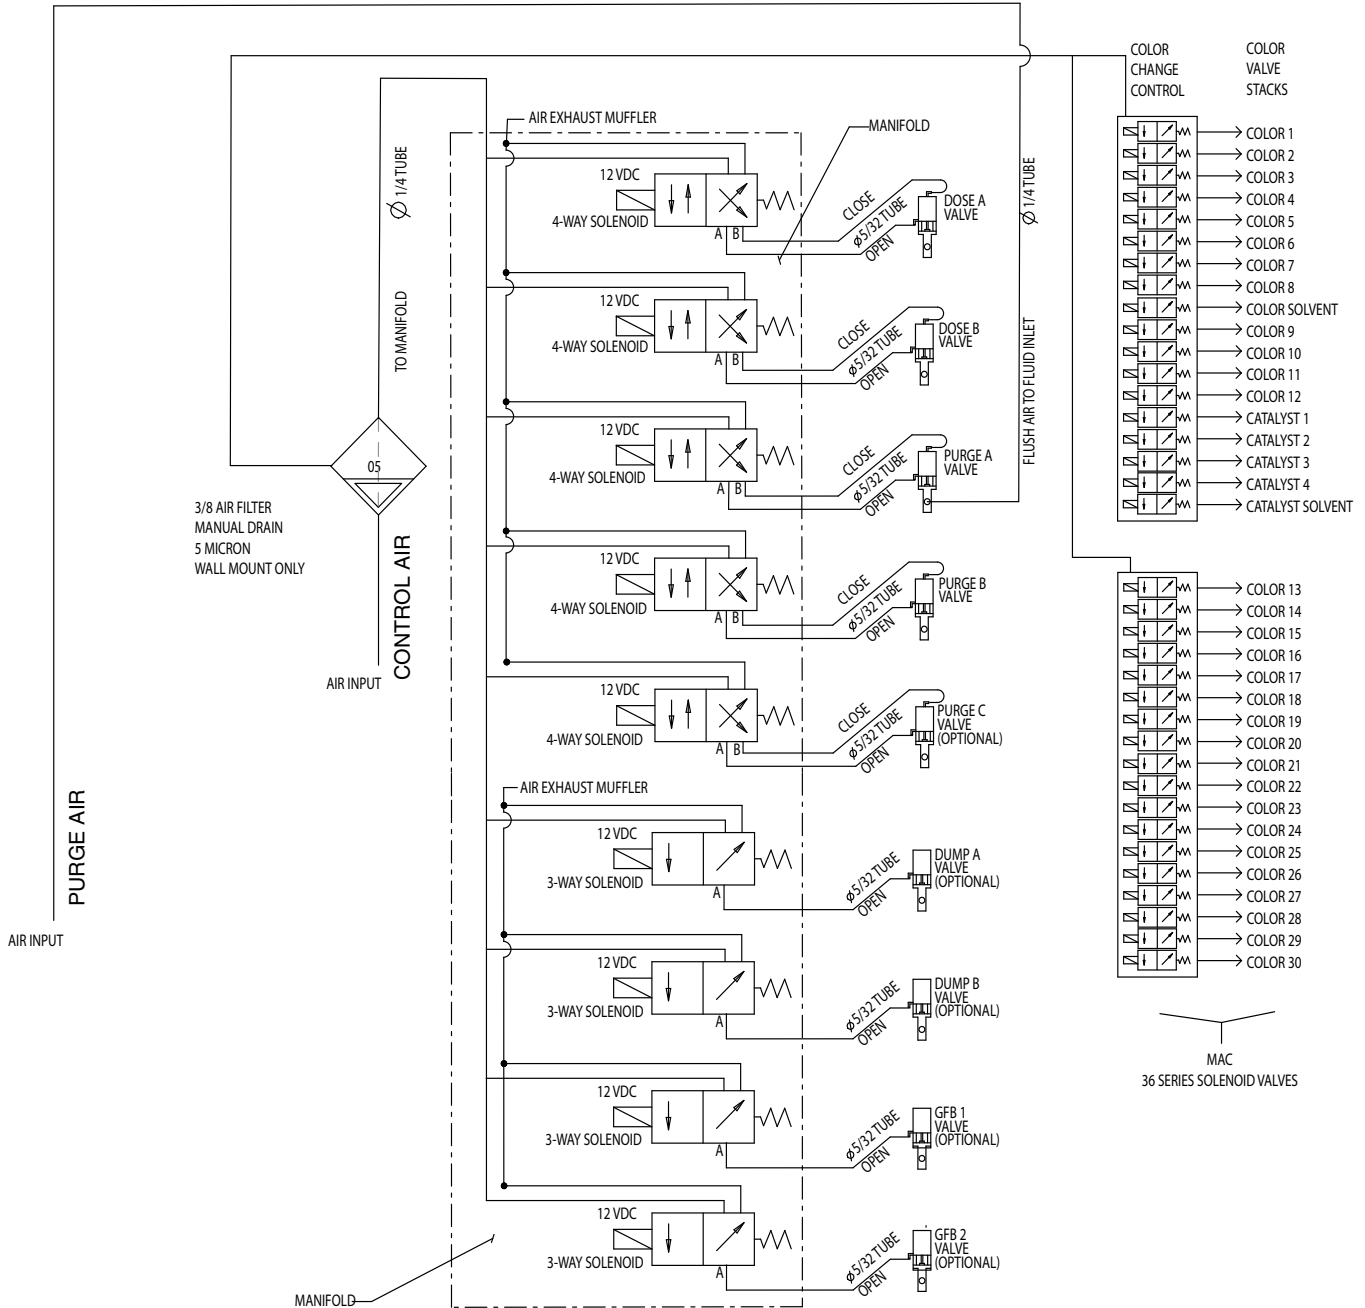 COLOR
CHANGE
CONTROL
COLOR
VALVE
STACKS
AIR EXHAUST MUFFLER
MANIFOLD
Ø 1/4 TUBE
TO MANIFOLD
05
3/8 AIR FILTER
MANUAL DRAIN
5 MICRON
WALL MOUNT ONLY
AIR INPUT
CONTROL AIR
PURGE AIR
AIR INPUT
12 VDC
4-WAY SOLENOID
A B
CLOSE
Ø5/32 TUBE
OPEN
DOSE A
VALVE
12 VDC
4-WAY SOLENOID
A B
CLOSE
Ø5/32 TUBE
OPEN
DOSE B
VALVE
12 VDC
4-WAY SOLENOID
A B
CLOSE
Ø5/32 TUBE
OPEN
PURGE A
VALVE
12 VDC
4-WAY SOLENOID
A B
CLOSE
Ø5/32 TUBE
OPEN
PURGE B
VALVE
12 VDC
4-WAY SOLENOID
A B
CLOSE
Ø5/32 TUBE
OPEN
PURGE C
VALVE
(OPTIONAL)
AIR EXHAUST MUFFLER
12 VDC
3-WAY SOLENOID
A
Ø5/32 TUBE
OPEN
DUMP A
VALVE
(OPTIONAL)
12 VDC
3-WAY SOLENOID
A
Ø5/32 TUBE
OPEN
DUMP B
VALVE
(OPTIONAL)
12 VDC
3-WAY SOLENOID
A
Ø5/32 TUBE
OPEN
GFB 1
VALVE
(OPTIONAL)
12 VDC
3-WAY SOLENOID
A
Ø5/32 TUBE
OPEN
GFB 2
VALVE
(OPTIONAL)
MANIFOLD
Ø 1/4 TUBE
FLUSH AIR TO FLUID INLET
COLOR 1
COLOR 2
COLOR 3
COLOR 4
COLOR 5
COLOR 6
COLOR 7
COLOR 8
COLOR SOLVENT
COLOR 9
COLOR 10
COLOR 11
COLOR 12
CATALYST 1
CATALYST 2
CATALYST 3
CATALYST 4
CATALYST SOLVENT
COLOR 13
COLOR 14
COLOR 15
COLOR 16
COLOR 17
COLOR 18
COLOR 19
COLOR 20
COLOR 21
COLOR 22
COLOR 23
COLOR 24
COLOR 25
COLOR 26
COLOR 27
COLOR 28
COLOR 29
COLOR 30
MAC
36 SERIES SOLENOID VALVES